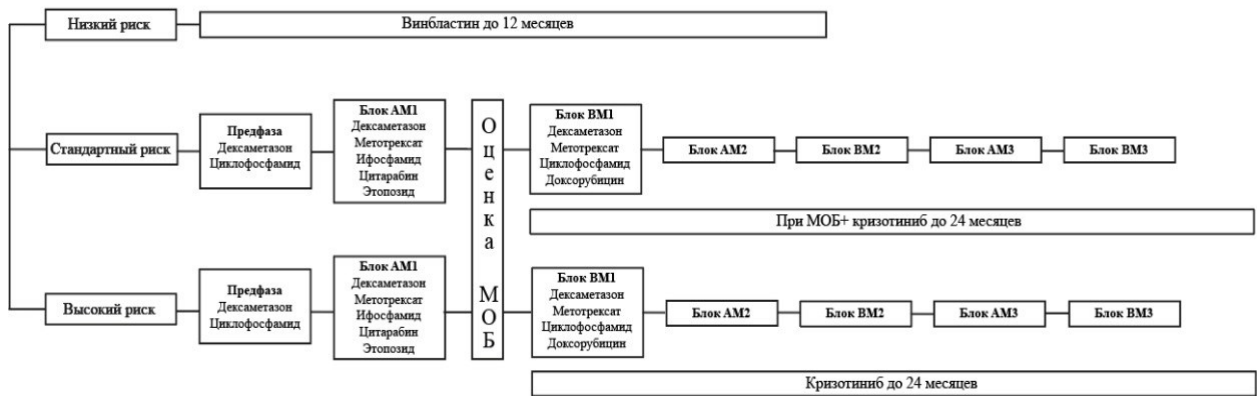 Низкий риск
Винбластин до 12 месяцев
Стандартный риск
Предфаза
Дексаметазон
Циклофосфамид
Блок АМ1
Дексаметазон
Метотрексат
Ифосфамид
Цитарабин
Этопозид
Оценка МОБ
Блок ВМ1
Дексаметазон
Метотрексат
Циклофосфамид
Доксорубицин
Блок АМ2
Блок ВМ2
Блок АМ3
Блок ВМ3
При МОБ+ кризотиниб до 24 месяцев
Высокий риск
Предфаза
Дексаметазон
Циклофосфамид
Блок АМ1
Дексаметазон
Метотрексат
Ифосфамид
Цитарабин
Этопозид
Блок ВМ1
Дексаметазон
Метотрексат
Циклофосфамид
Доксорубицин
Блок АМ2
Блок ВМ2
Блок АМ3
Блок ВМ3
Кризотиниб до 24 месяцев